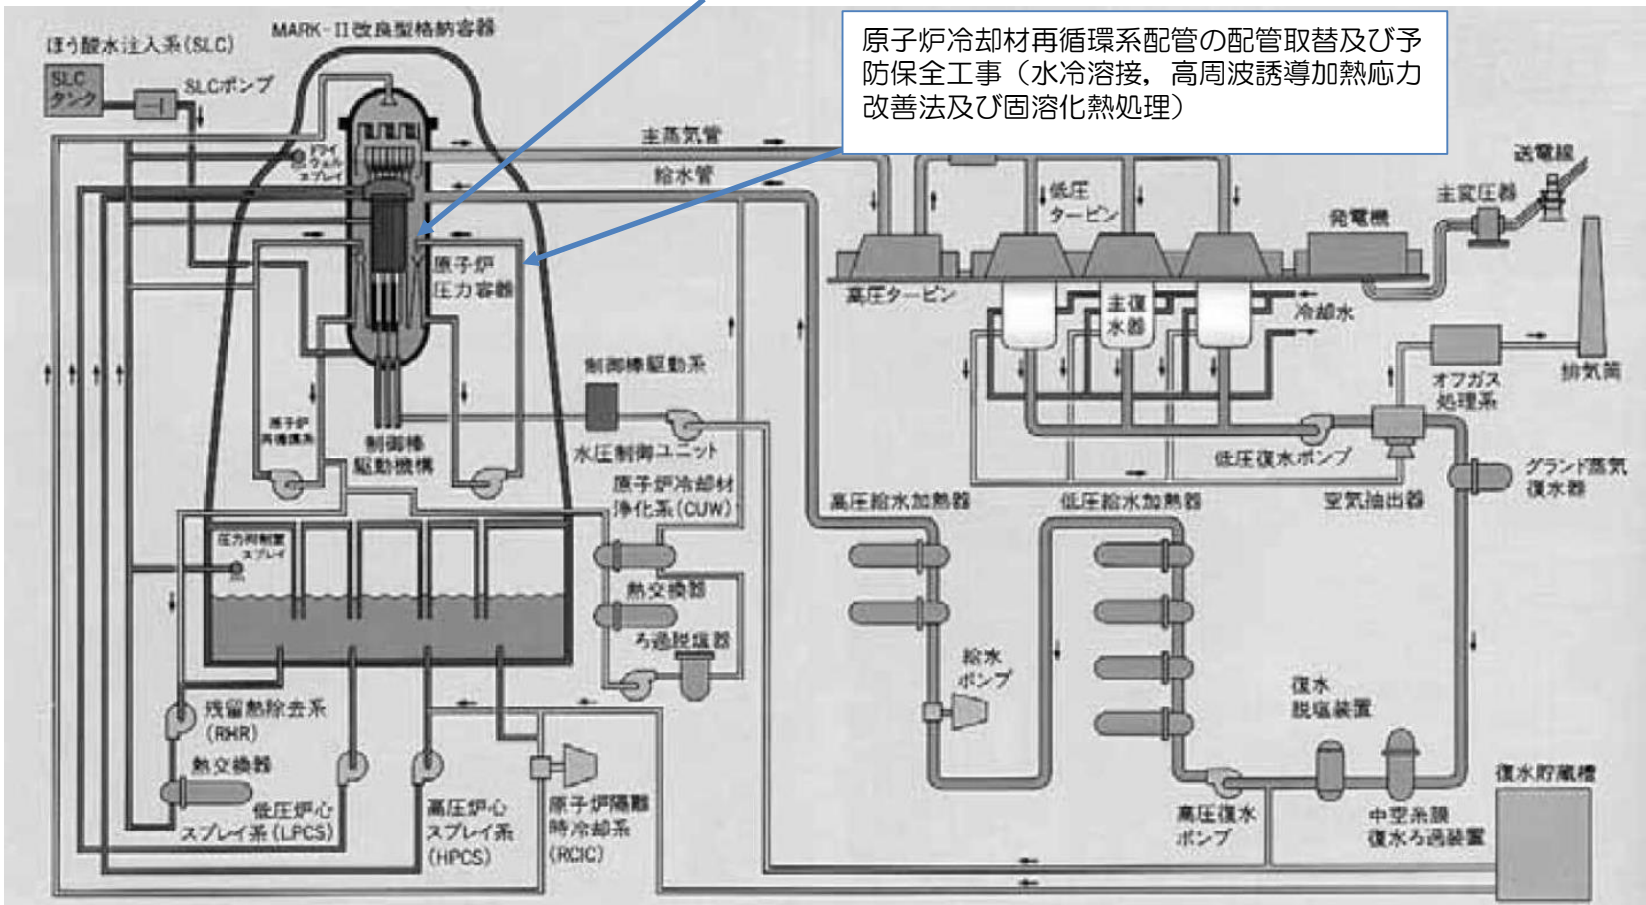 MARK-II改良型格納容器
ほう酸水注入系(SLC)
SLC
タンク
SLCポンプ
原子炉冷却材再循環系配管の配管取替及び予
防保全工事（水冷溶接，高周波誘導加熱応力
改善法及び固溶化熱処理）
ドライ
ウェル
スプレイ
主蒸気管
給水管
低圧
タービン
送電線
主変圧器
発電機
原子炉
圧力容器
高圧タービン
主復
水器
冷却水
制御棒駆動系
オフガス
処理系
排気筒
原子炉
再循環系
制御棒
駆動機構
水圧制御ユニット
低圧復水ポンプ
グランド蒸気
復水器
原子炉冷却材
浄化系(CUW)
高圧給水加熱器
低圧給水加熱器
空気抽出器
圧力抑制室
スプレイ
熱交換器
ろ過脱塩器
給水
ポンプ
復水
脱塩装置
残留熱除去系
(RHR)
熱交換器
低圧炉心
スプレイ系(LPCS)
高圧炉心
スプレイ系
(HPCS)
原子炉隔離
時冷却系
(RCIC)
高圧復水
ポンプ
中空糸膜
復水ろ過装置
復水貯蔵槽